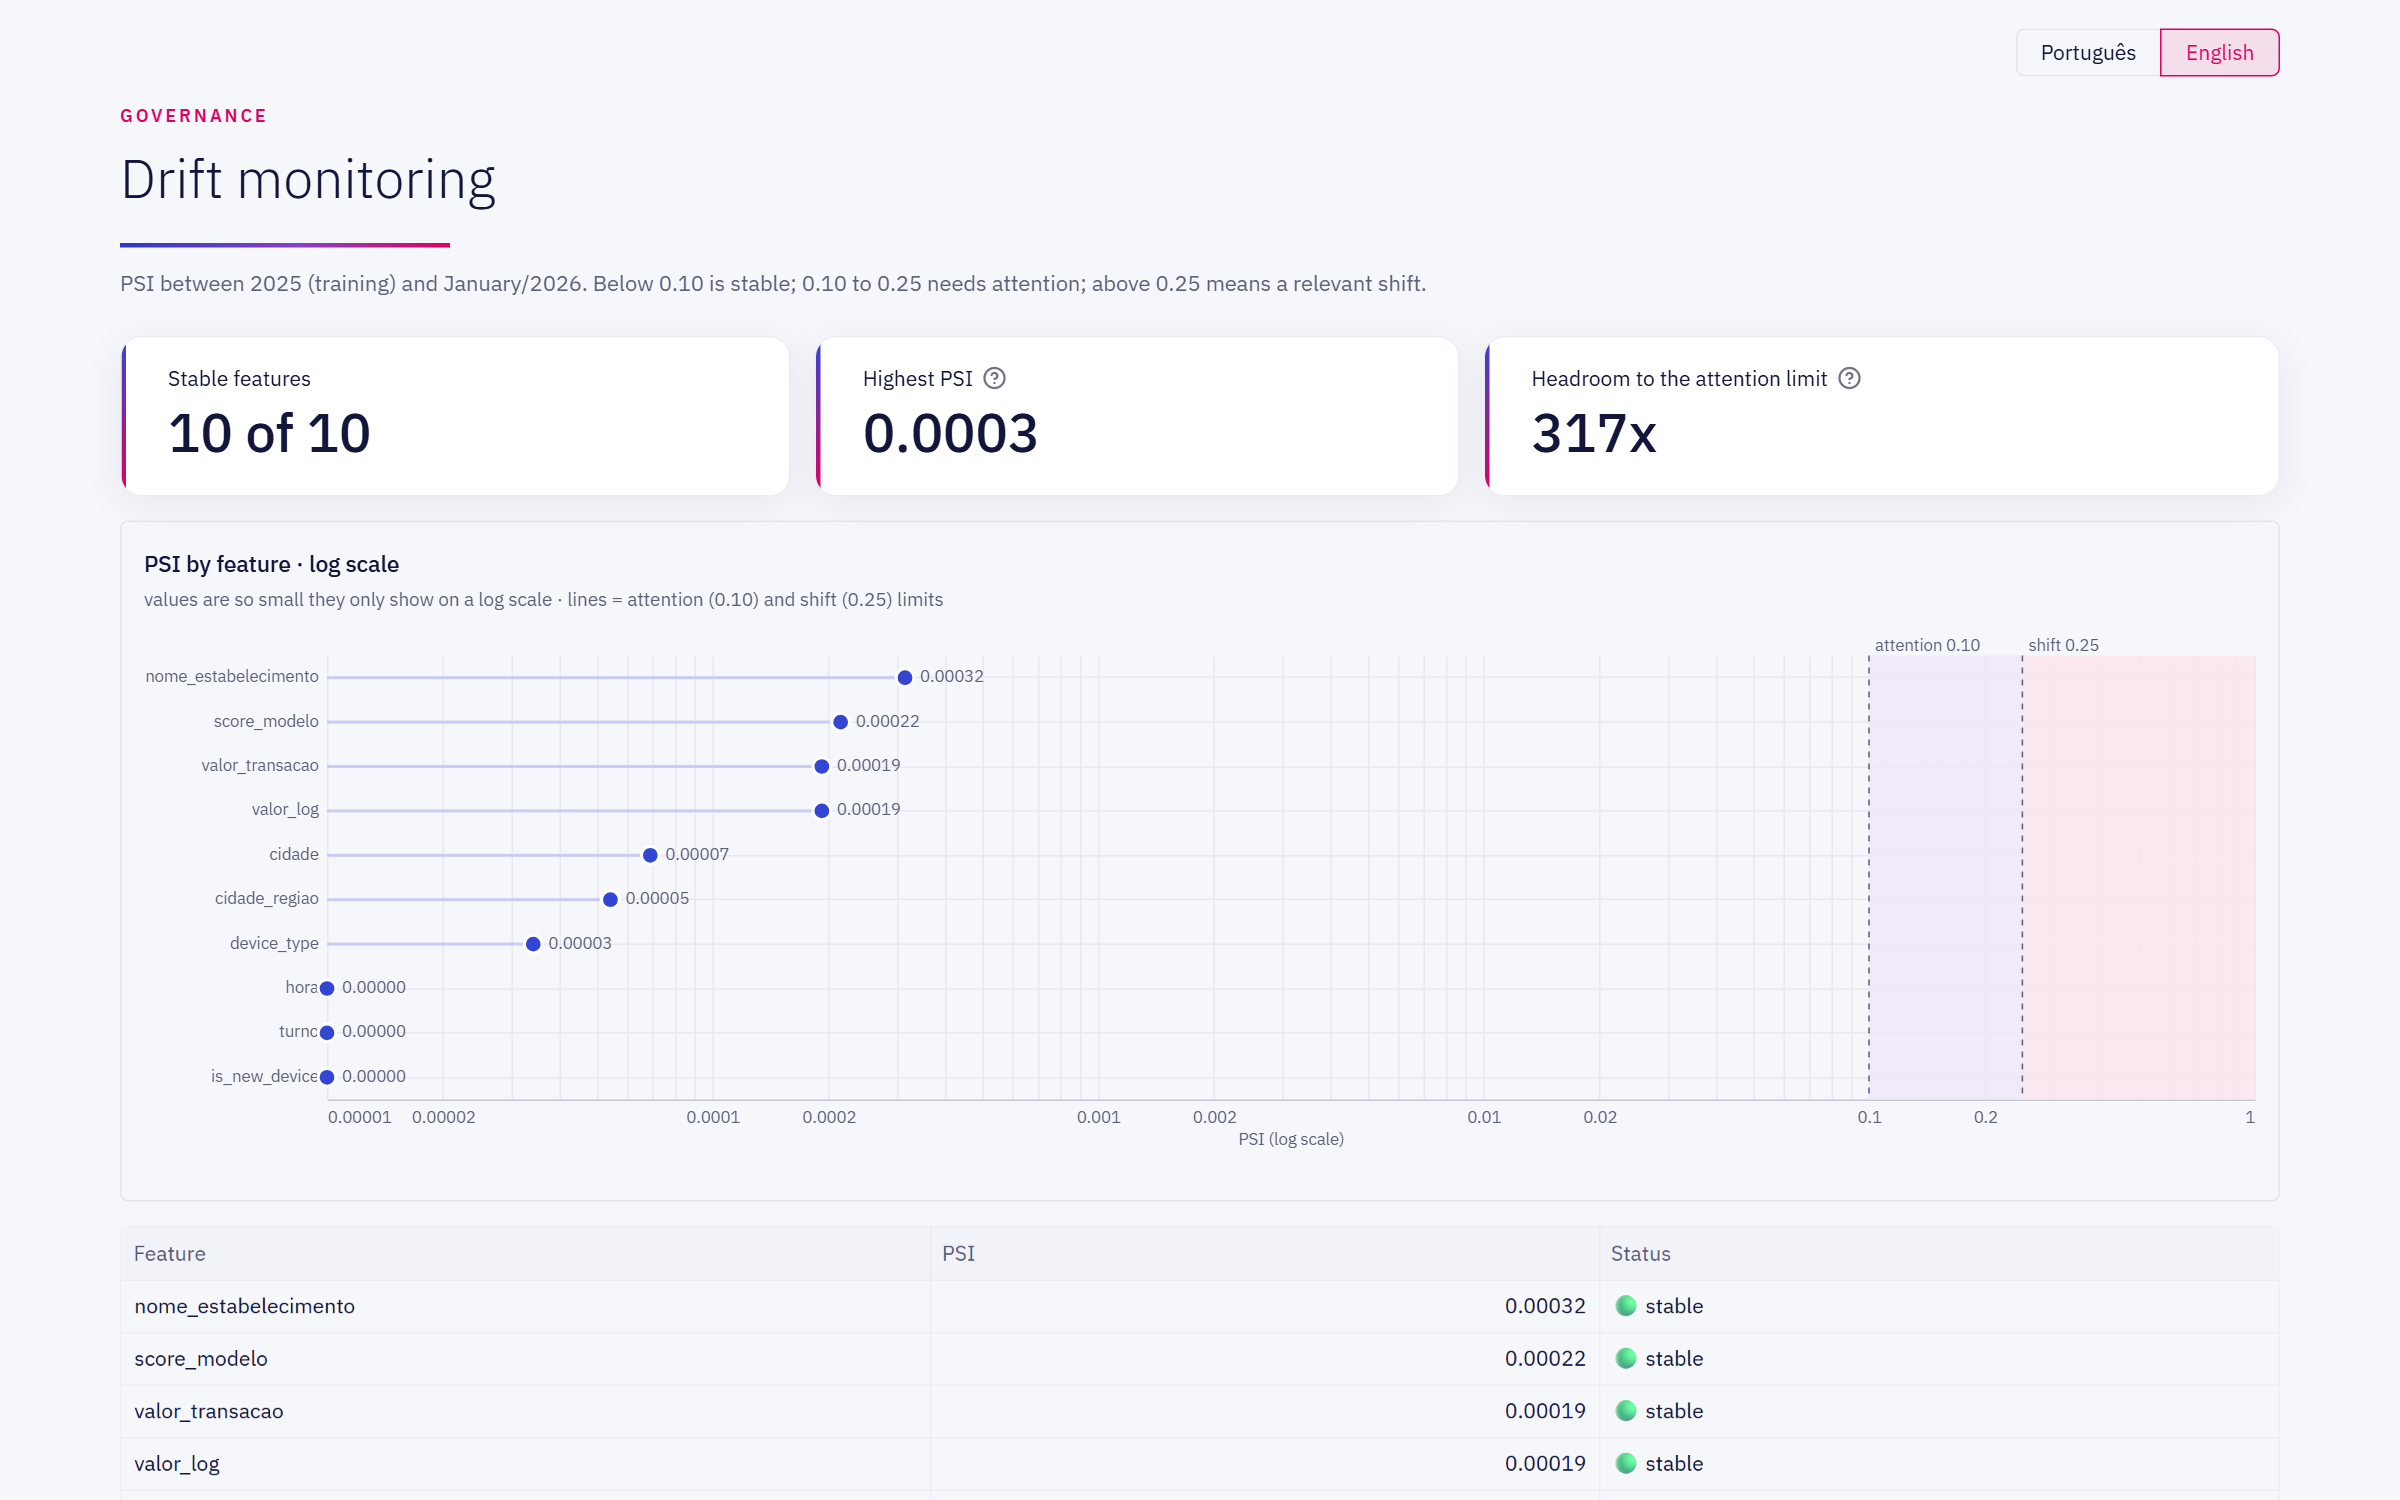 Português
English
GOVERNANCE
Drift monitoring
PSI between 2025 (training) and January/2026. Below 0.10 is stable; 0.10 to 0.25 needs attention; above 0.25 means a relevant shift.
Stable features
10 of 10
Highest PSI ?
0.0003
Headroom to the attention limit ?
317x
PSI by feature · log scale
values are so small they only show on a log scale · lines = attention (0.10) and shift (0.25) limits
attention 0.10
shift 0.25
nome_estabelecimento 0.00032
score_modelo 0.00022
valor_transacao 0.00019
valor_log 0.00019
cidade 0.00007
cidade_regiao 0.00005
device_type 0.00003
hora 0.00000
turno 0.00000
is_new_device 0.00000
0.00001 0.00002 0.0001 0.0002 0.001 0.002 0.01 0.02 0.1 0.2 1
PSI (log scale)
Feature PSI Status
nome_estabelecimento 0.00032 stable
score_modelo 0.00022 stable
valor_transacao 0.00019 stable
valor_log 0.00019 stable